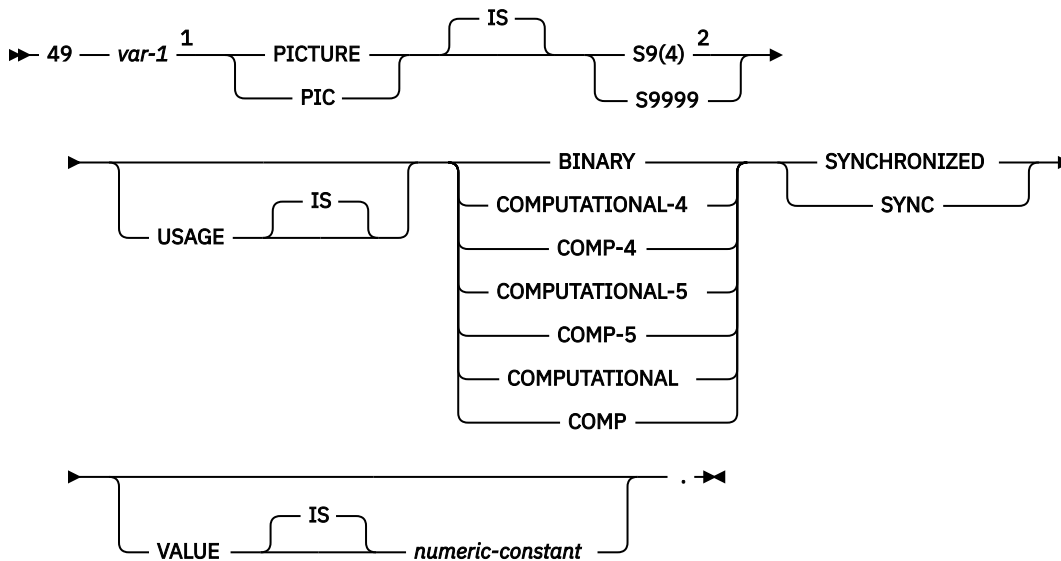 IS
49 var-1 1 PICTURE S9(4) 2
PIC S9999
BINARY SYNCHRONIZED
IS COMPUTATIONAL-4 SYNC
USAGE COMP-4
COMPUTATIONAL-5
COMP-5
COMPUTATIONAL
COMP
.
IS
VALUE numeric-constant